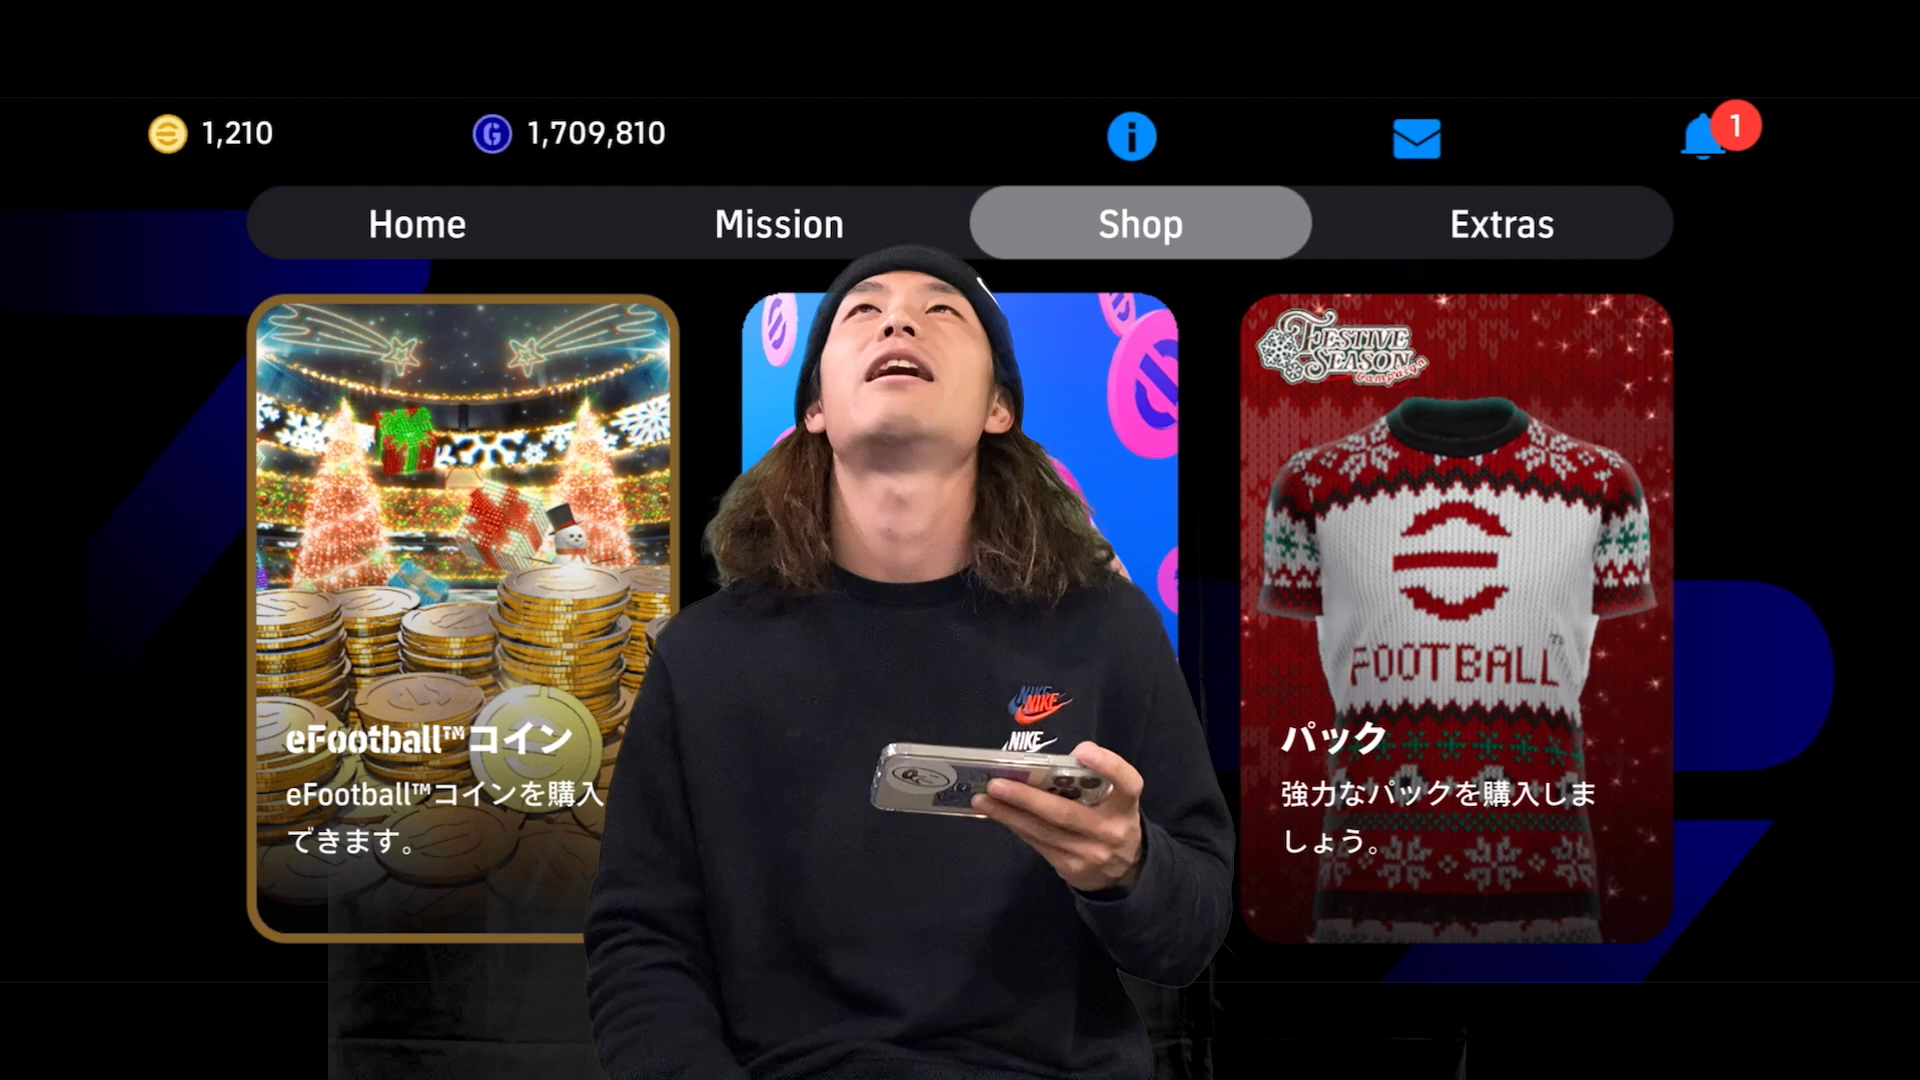 1,210
1,709,810
1
Home
Mission
Shop
Extras
FESTIVE
SEASON
Campaign
FOOTBALL
NIKE
NIKE
eFootball™コイン
eFootball™コインを購入
できます。
パック
強力なパックを購入しま
しょう。